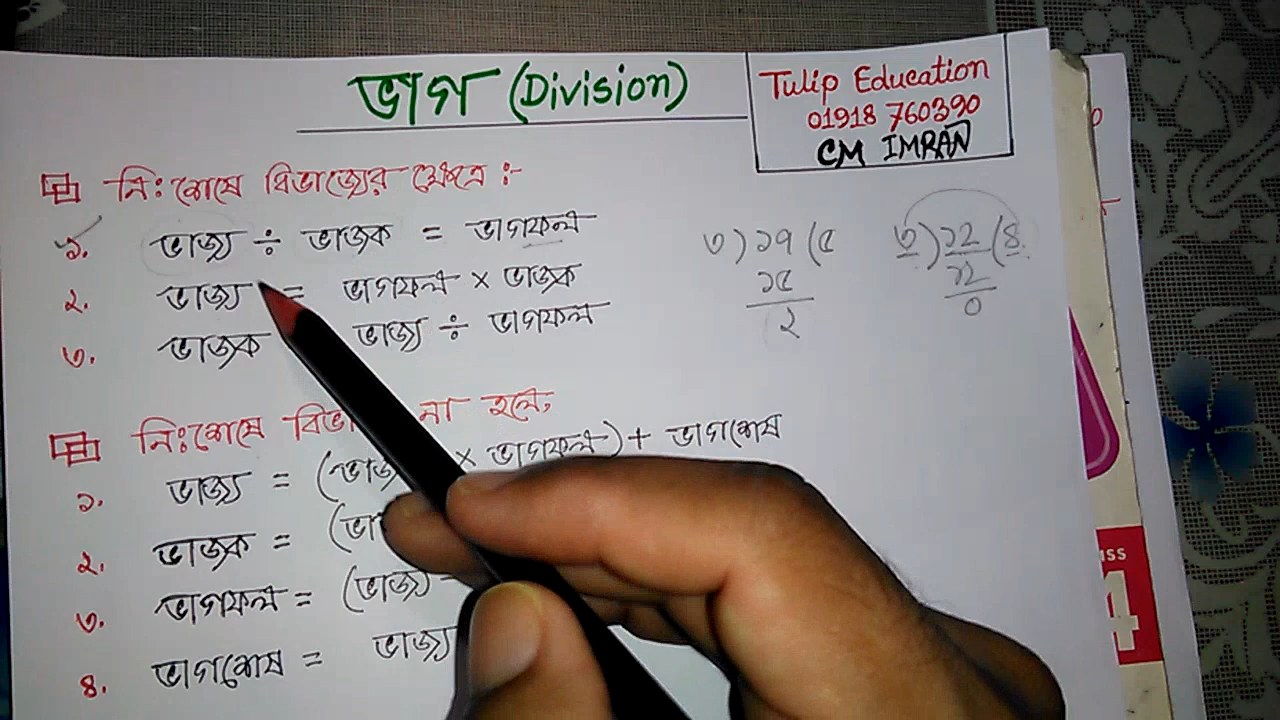 ভাগ (Division)
Tulip Education
01918 760390
CM IMRAN
নিঃশেষে বিভাজ্যের ক্ষেত্রে :-
১. ভাজ্য ÷ ভাজক = ভাগফল
২. ভাজ্য = ভাগফল × ভাজক
৩. ভাজক ভাজ্য ÷ ভাগফল
৩) ১৭ (৫
১৫
২
৩) ১২ (৪
১২
০
নিঃশেষে না হলে,
১. ভাজ্য = ( × ভাগফল) + ভাগশেষ
২. ভাজক = (
৩. ভাগফল = (ভাজ্য -
৪. ভাগশেষ = ভাজ্য
4